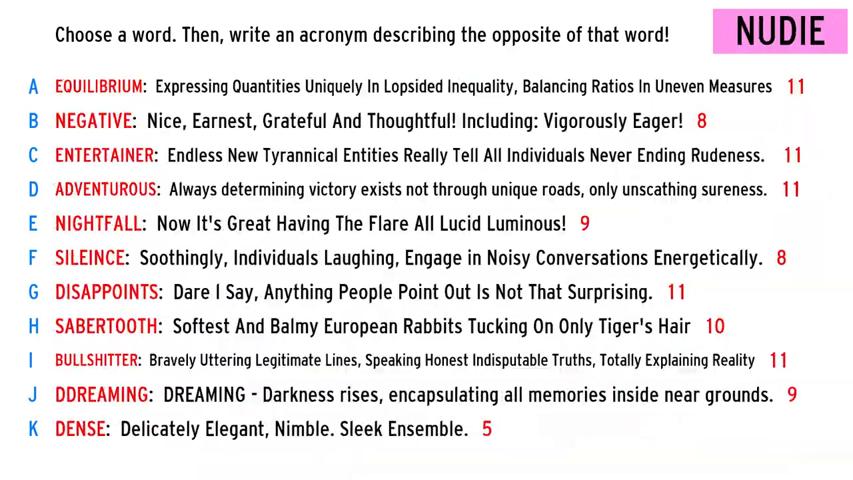 Choose a word. Then, write an acronym describing the opposite of that word!
NUDIE
A EQUILIBRIUM: Expressing Quantities Uniquely In Lopsided Inequality, Balancing Ratios In Uneven Measures 11
B NEGATIVE: Nice, Earnest, Grateful And Thoughtful! Including: Vigorously Eager! 8
C ENTERTAINER: Endless New Tyrannical Entities Really Tell All Individuals Never Ending Rudeness. 11
D ADVENTUROUS: Always determining victory exists not through unique roads, only unscathing sureness. 11
E NIGHTFALL: Now It's Great Having The Flare All Lucid Luminous! 9
F SILEINCE: Soothingly, Individuals Laughing, Engage in Noisy Conversations Energetically. 8
G DISAPPOINTS: Dare I Say, Anything People Point Out Is Not That Surprising. 11
H SABERTOOTH: Softest And Balmy European Rabbits Tucking On Only Tiger's Hair 10
I BULLSHITTER: Bravely Uttering Legitimate Lines, Speaking Honest Indisputable Truths, Totally Explaining Reality 11
J DDREAMING: DREAMING - Darkness rises, encapsulating all memories inside near grounds. 9
K DENSE: Delicately Elegant, Nimble. Sleek Ensemble. 5